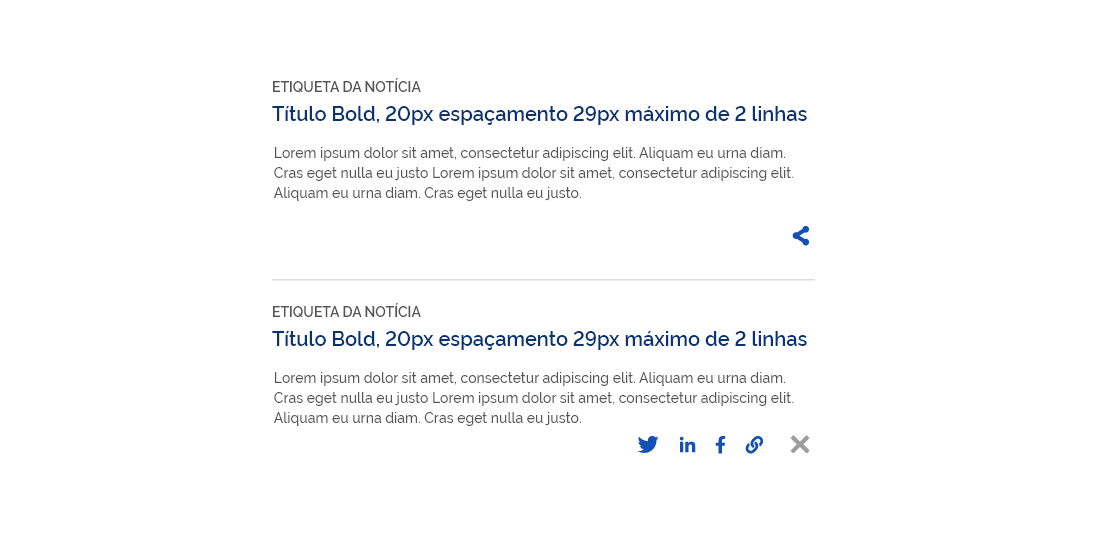 ETIQUETA DA NOTÍCIA
Título Bold, 20px espaçamento 29px máximo de 2 linhas
Lorem ipsum dolor sit amet, consectetur adipiscing elit. Aliquam eu urna diam.
Cras eget nulla eu justo Lorem ipsum dolor sit amet, consectetur adipiscing elit.
Aliquam eu urna diam. Cras eget nulla eu justo.
ETIQUETA DA NOTÍCIA
Título Bold, 20px espaçamento 29px máximo de 2 linhas
Lorem ipsum dolor sit amet, consectetur adipiscing elit. Aliquam eu urna diam.
Cras eget nulla eu justo Lorem ipsum dolor sit amet, consectetur adipiscing elit.
Aliquam eu urna diam. Cras eget nulla eu justo.